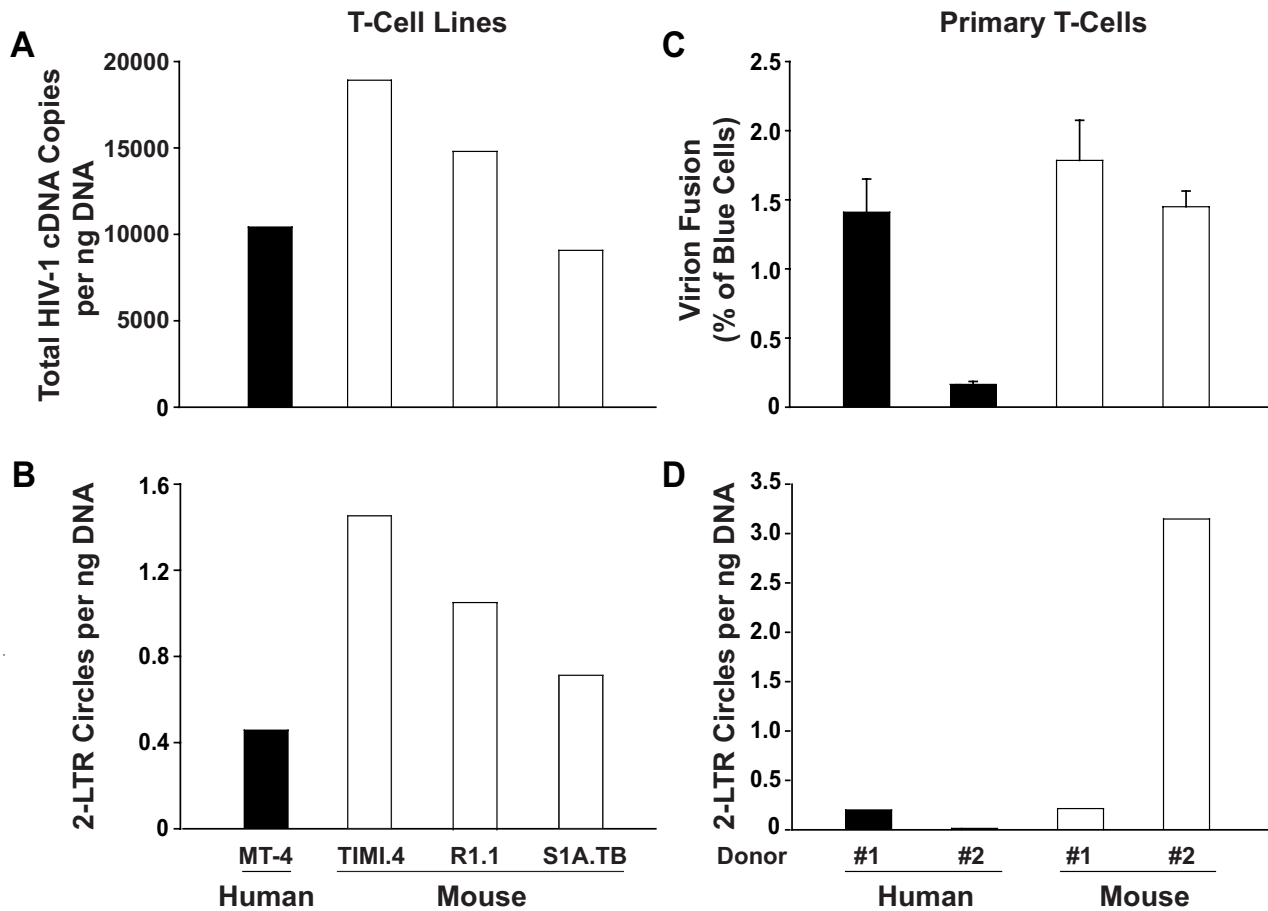 T-Cell Lines
A
Total HIV-1 cDNA Copies
per ng DNA
20000
15000
10000
5000
0
B
2-LTR Circles per ng DNA
1.6
1.2
0.8
0.4
0
MT-4
TIMI.4
R1.1
S1A.TB
Human
Mouse
Primary T-Cells
C
Virion Fusion
(% of Blue Cells)
2.5
2.0
1.5
1.0
0.5
0
D
2-LTR Circles per ng DNA
3.5
3.0
2.5
2.0
1.5
1.0
0.5
0
Donor
#1
#2
#1
#2
Human
Mouse